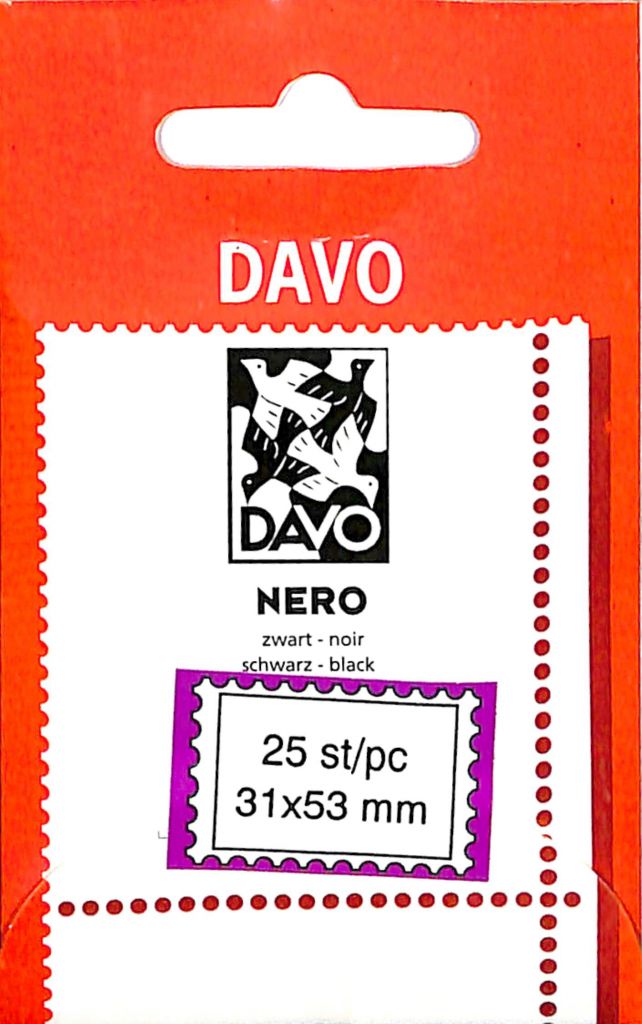 DAVO
DAVO
NERO
zwart - noir
schwarz - black
25 st/pc
31x53 mm